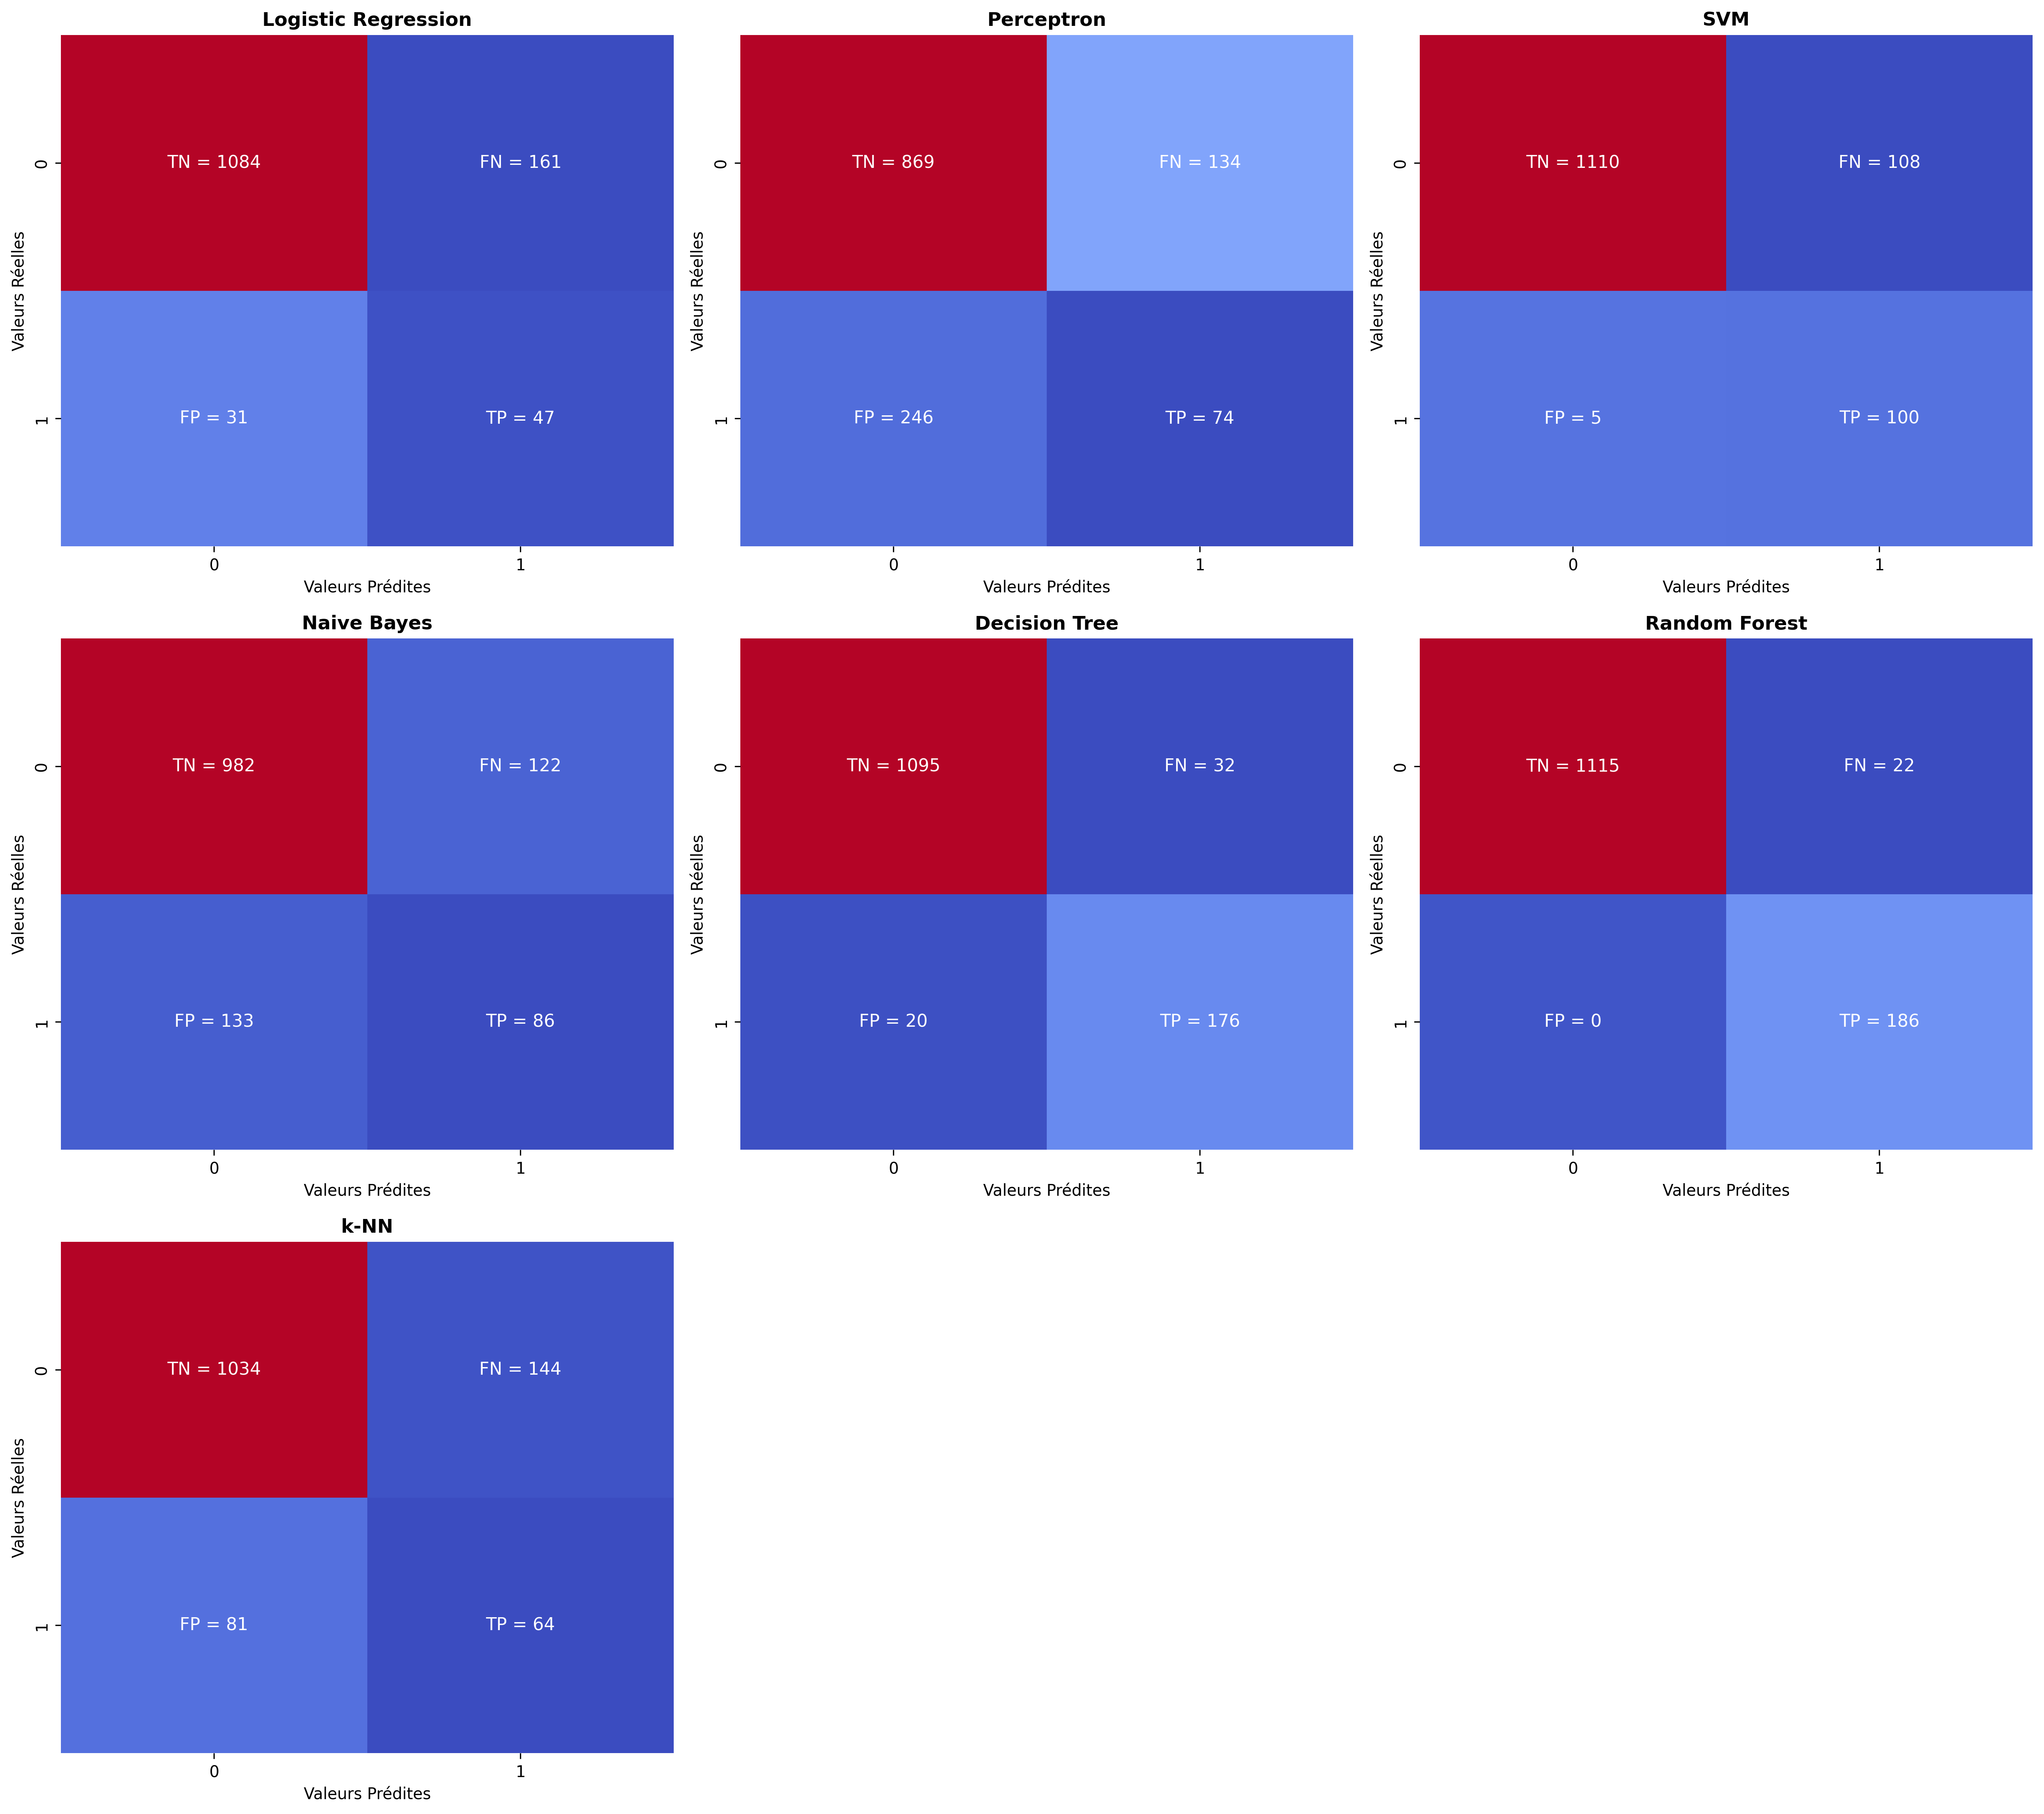 Logistic Regression
Valeurs Réelles
0
TN = 1084
FN = 161
1
FP = 31
TP = 47
0
1
Valeurs Prédites
Perceptron
Valeurs Réelles
0
TN = 869
FN = 134
1
FP = 246
TP = 74
0
1
Valeurs Prédites
SVM
Valeurs Réelles
0
TN = 1110
FN = 108
1
FP = 5
TP = 100
0
1
Valeurs Prédites
Naive Bayes
Valeurs Réelles
0
TN = 982
FN = 122
1
FP = 133
TP = 86
0
1
Valeurs Prédites
Decision Tree
Valeurs Réelles
0
TN = 1095
FN = 32
1
FP = 20
TP = 176
0
1
Valeurs Prédites
Random Forest
Valeurs Réelles
0
TN = 1115
FN = 22
1
FP = 0
TP = 186
0
1
Valeurs Prédites
k-NN
Valeurs Réelles
0
TN = 1034
FN = 144
1
FP = 81
TP = 64
0
1
Valeurs Prédites